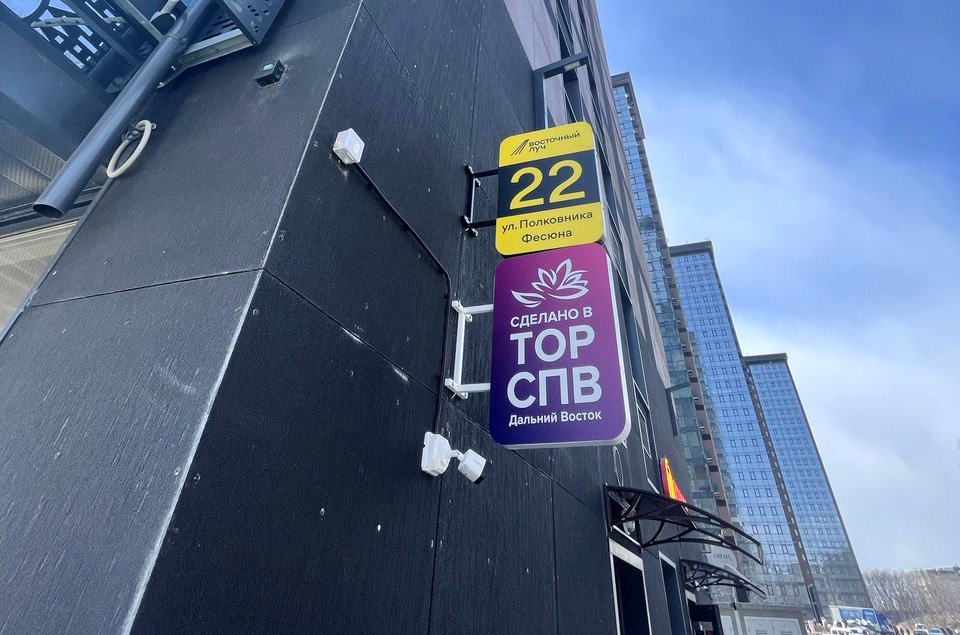 ВОСТОЧНЫЙ
ЛУЧ
22
ул. Полковника
Фесюна
СДЕЛАНО В
ТОР
СПВ
Дальний Восток